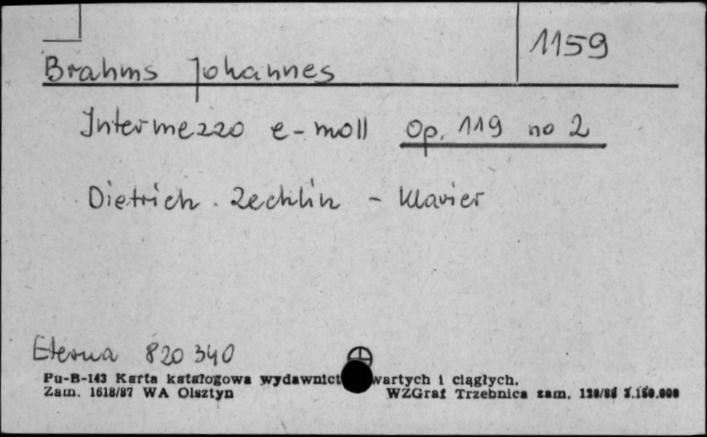 1159
Brahms Johannes
Intermezzo e-moll Op. 119 no 2
Dietrich Zechlin - Klavier
Eterna 820 340
Pu-B-143 Karta katalogowa wydawnict wartych i ciągłych.
Zam. 1618/87 WA Olsztyn WZGraf Trzebnica zam.